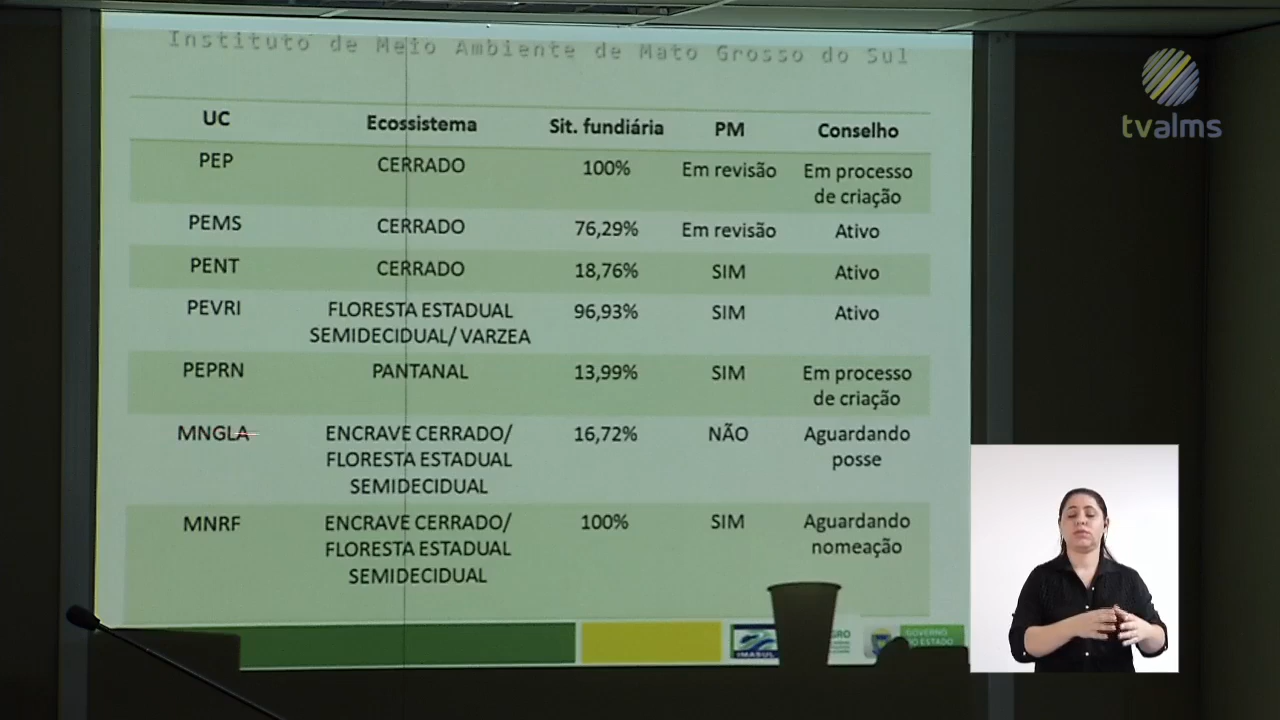 Instituto de Meio Ambiente de Mato Grosso do Sul
tvalms
UC Ecossistema Sit. fundiária PM Conselho
PEP CERRADO 100% Em revisão Em processo
de criação
PEMS CERRADO 76,29% Em revisão Ativo
PENT CERRADO 18,76% SIM Ativo
PEVRI FLORESTA ESTADUAL 96,93% SIM Ativo
SEMIDECIDUAL/ VARZEA
PEPRN PANTANAL 13,99% SIM Em processo
de criação
MNGLA ENCRAVE CERRADO/ 16,72% NÃO Aguardando
FLORESTA ESTADUAL posse
SEMIDECIDUAL
MNRF ENCRAVE CERRADO/ 100% SIM Aguardando
FLORESTA ESTADUAL nomeação
SEMIDECIDUAL
IMASUL
GOVERNO
DO ESTADO